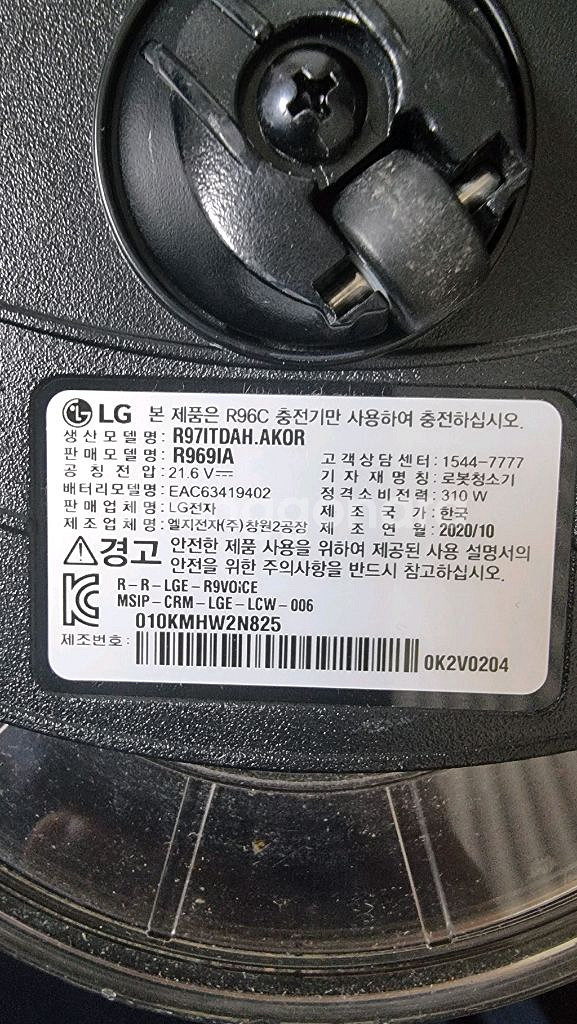 LG 본 제품은 R96C 충전기만 사용하여 충전하십시오.
생산모델명: R97ITDAH.AKOR
판매모델명: R969IA
공칭전압: 21.6 V⎓
배터리모델명: EAC63419402
판매업체명: LG전자
제조업체명: 엘지전자(주)창원2공장
고객상담센터: 1544-7777
기자재명칭: 로봇청소기
정격소비전력: 310 W
제조국가: 한국
제조연월: 2020/10
경고 안전한 제품 사용을 위하여 제공된 사용 설명서의
안전을 위한 주의사항을 반드시 참고하십시오.
R-R-LGE-R9VOiCE
MSIP-CRM-LGE-LCW-006
010KMHW2N825
제조번호:
0K2V0204